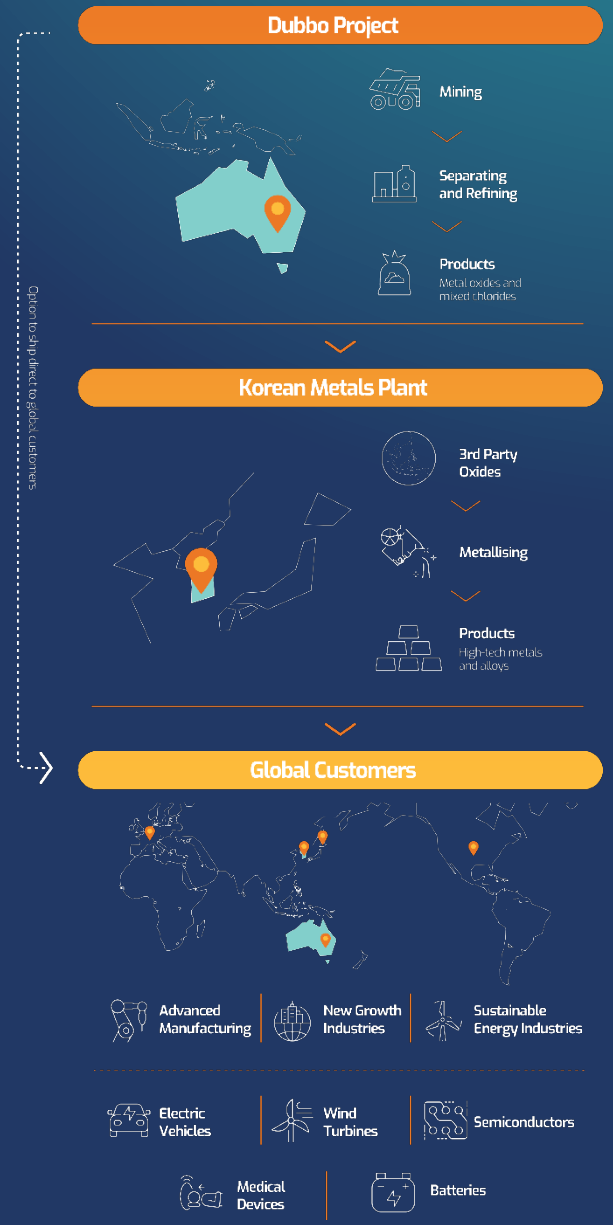 Dubbo Project
Mining
Separating
and Refining
Products
Metal oxides and
mixed chlorides
Option to ship direct to global customers
Korean Metals Plant
3rd Party
Oxides
Metallising
Products
High-tech metals
and alloys
Global Customers
Advanced
Manufacturing
New Growth
Industries
Sustainable
Energy Industries
Electric
Vehicles
Wind
Turbines
Semiconductors
Medical
Devices
Batteries